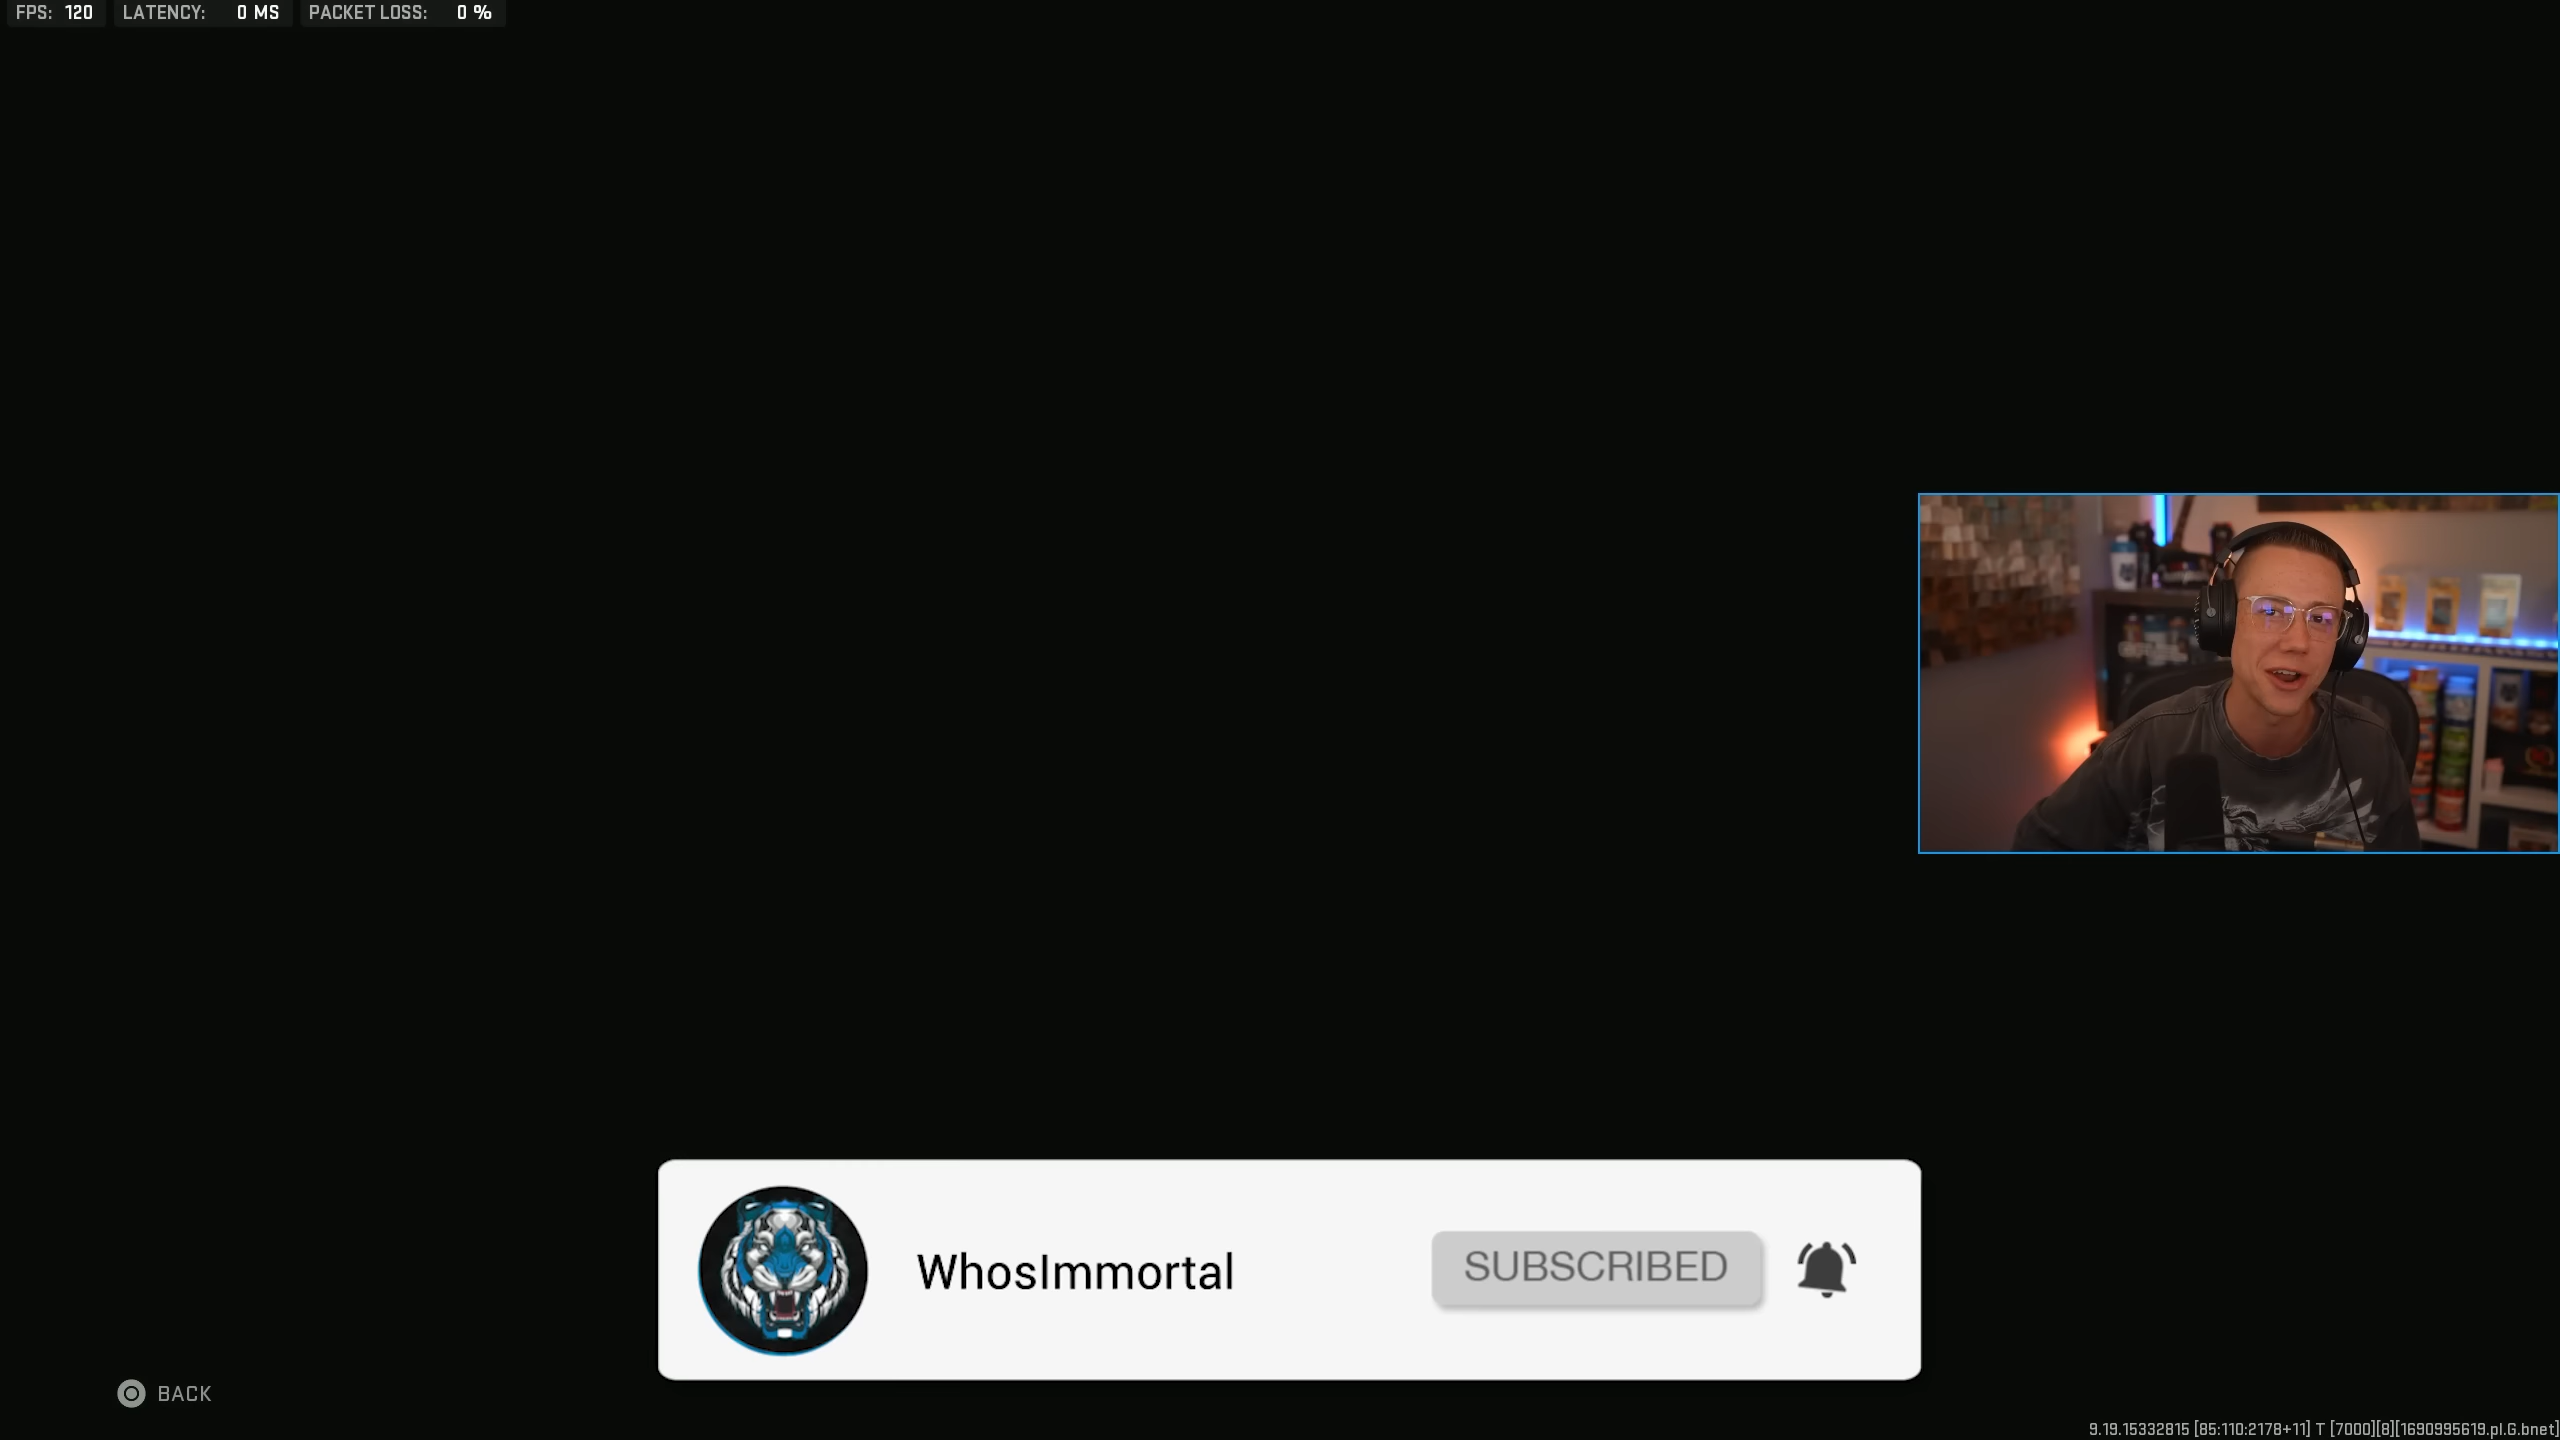 FPS: 120 LATENCY: 0 MS PACKET LOSS: 0 %
WhosImmortal
SUBSCRIBED
BACK
9.19.15332815 [85:110:2178+11] T [7000][8][1690995619.pl.G.bnet]